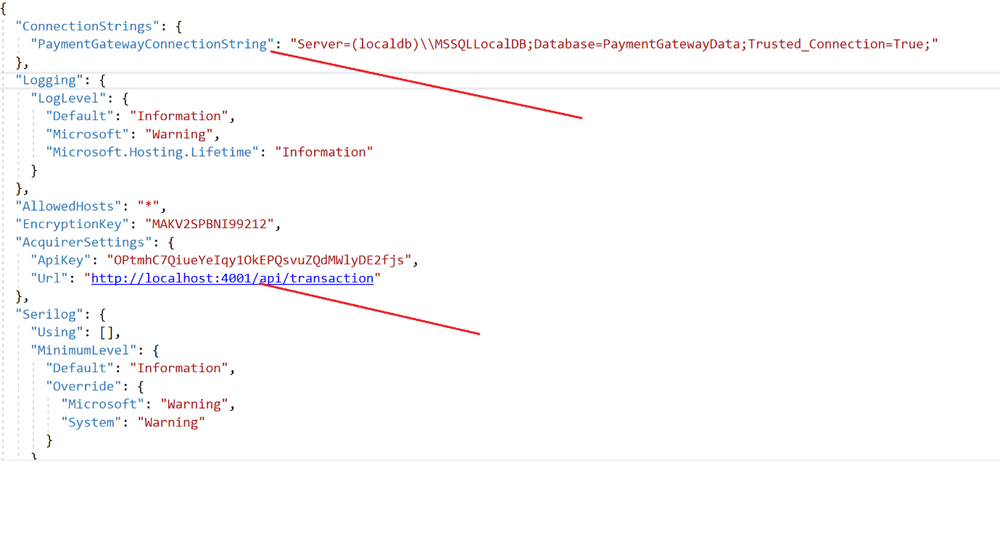 {
"ConnectionStrings": {
"PaymentGatewayConnectionString": "Server=(localdb)\\MSSQLLocalDB;Database=PaymentGatewayData;Trusted_Connection=True;"
},
"Logging": {
"LogLevel": {
"Default": "Information",
"Microsoft": "Warning",
"Microsoft.Hosting.Lifetime": "Information"
}
},
"AllowedHosts": "*",
"EncryptionKey": "MAKV2SPBNI99212",
"AcquirerSettings": {
"ApiKey": "OPtmhC7QiueYeIqy1OkEPQsvuZQdMWlyDE2fjs",
"Url": "http://localhost:4001/api/transaction"
},
"Serilog": {
"Using": [],
"MinimumLevel": {
"Default": "Information",
"Override": {
"Microsoft": "Warning",
"System": "Warning"
}
}